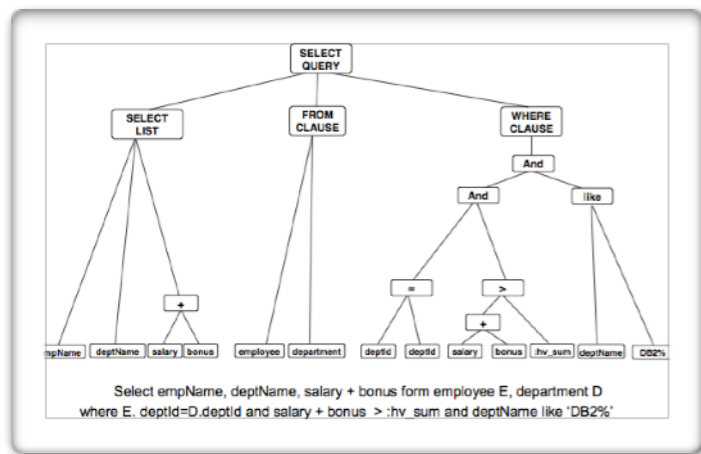 SELECT
QUERY
SELECT
LIST
FROM
CLAUSE
WHERE
CLAUSE
And
And
like
=
>
+
+
mpName
deptName
salary
bonus
employee
department
deptId
deptId
salary
bonus
:hv_sum
deptName
DB2%
Select empName, deptName, salary + bonus form employee E, department D
where E. deptId=D.deptId and salary + bonus > :hv_sum and deptName like 'DB2%'